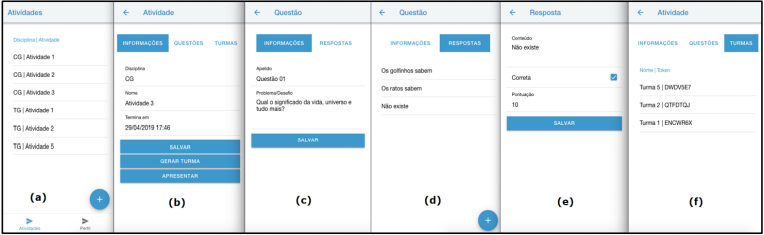 Atividades
Disciplina | Atividade
CG | Atividade 1
CG | Atividade 2
CG | Atividade 3
TG | Atividade 1
TG | Atividade 2
TG | Atividade 5
(a)
+
Atividades
Perfil
← Atividade
INFORMAÇÕES QUESTÕES TURMAS
Disciplina
CG
Nome
Atividade 3
Termina em
29/04/2019 17:46
SALVAR
GERAR TURMA
APRESENTAR
(b)
← Questão
INFORMAÇÕES RESPOSTAS
Apelido
Questão 01
Problema/Desafio
Qual o significado da vida, universo e
tudo mais?
SALVAR
(c)
← Questão
INFORMAÇÕES RESPOSTAS
Os golfinhos sabem
Os ratos sabem
Não existe
(d)
+
← Resposta
Conteúdo
Não existe
Correta
Pontuação
10
SALVAR
(e)
← Atividade
INFORMAÇÕES QUESTÕES TURMAS
Nome | Token
Turma 5 | DWDV5E7
Turma 2 | QTFDTQJ
Turma 1 | ENCWR6X
(f)